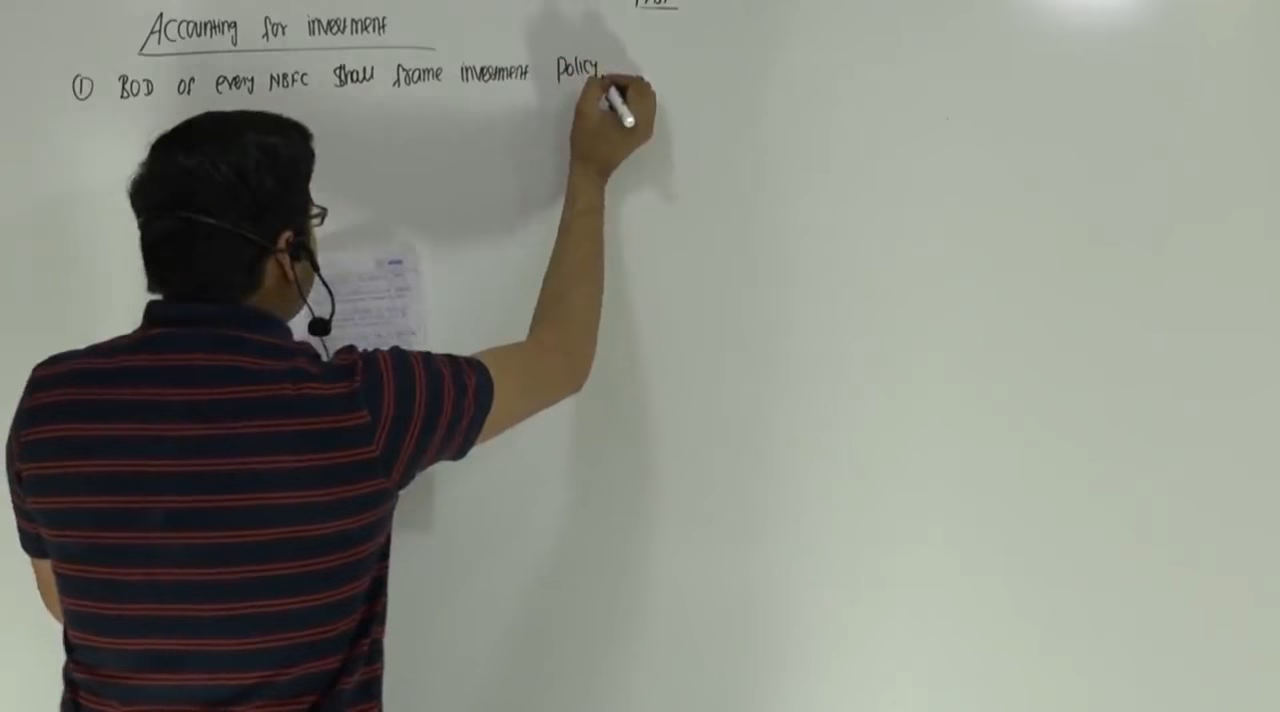 Accounting for investment
① BOD of every NBFC shall frame investment policy